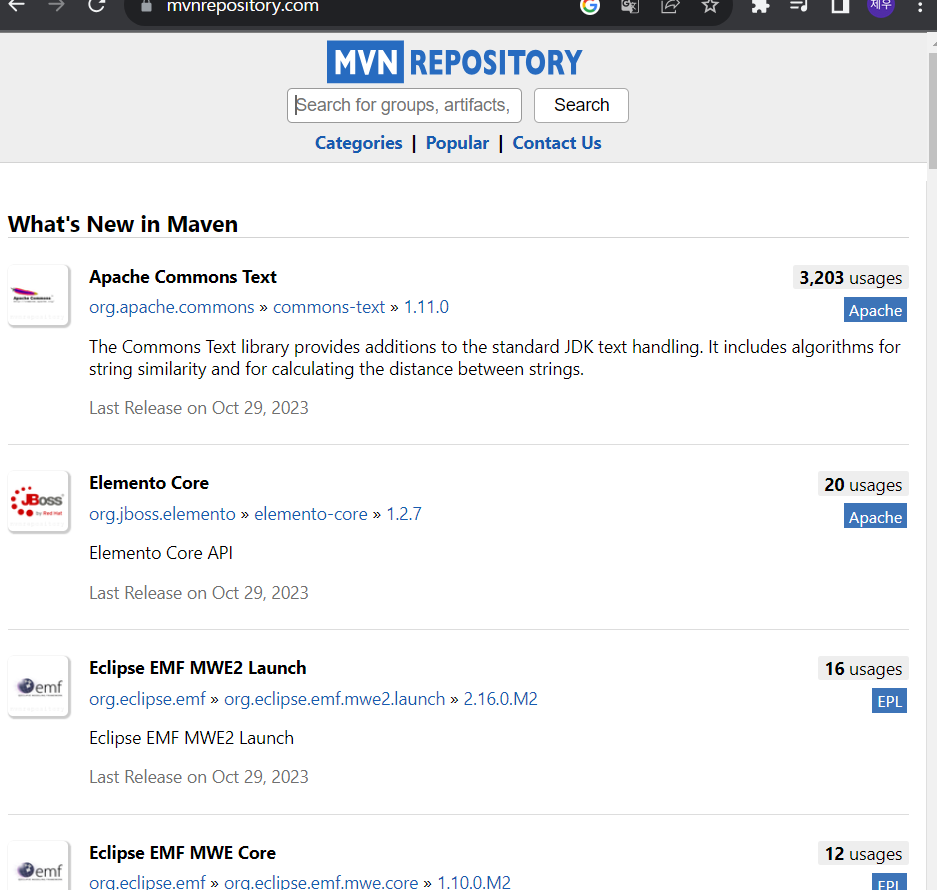 mvnrepository.com
제우
MVN REPOSITORY
Search for groups, artifacts,
Search
Categories | Popular | Contact Us
What's New in Maven
Apache Commons Text
3,203 usages
org.apache.commons » commons-text » 1.11.0
Apache
The Commons Text library provides additions to the standard JDK text handling. It includes algorithms for
string similarity and for calculating the distance between strings.
Last Release on Oct 29, 2023
Elemento Core
20 usages
JBoss
by Red Hat
org.jboss.elemento » elemento-core » 1.2.7
Apache
Elemento Core API
Last Release on Oct 29, 2023
Eclipse EMF MWE2 Launch
16 usages
emf
org.eclipse.emf » org.eclipse.emf.mwe2.launch » 2.16.0.M2
EPL
Eclipse EMF MWE2 Launch
Last Release on Oct 29, 2023
Eclipse EMF MWE Core
12 usages
emf
org.eclipse.emf » org.eclipse.emf.mwe.core » 1.10.0.M2
EPL